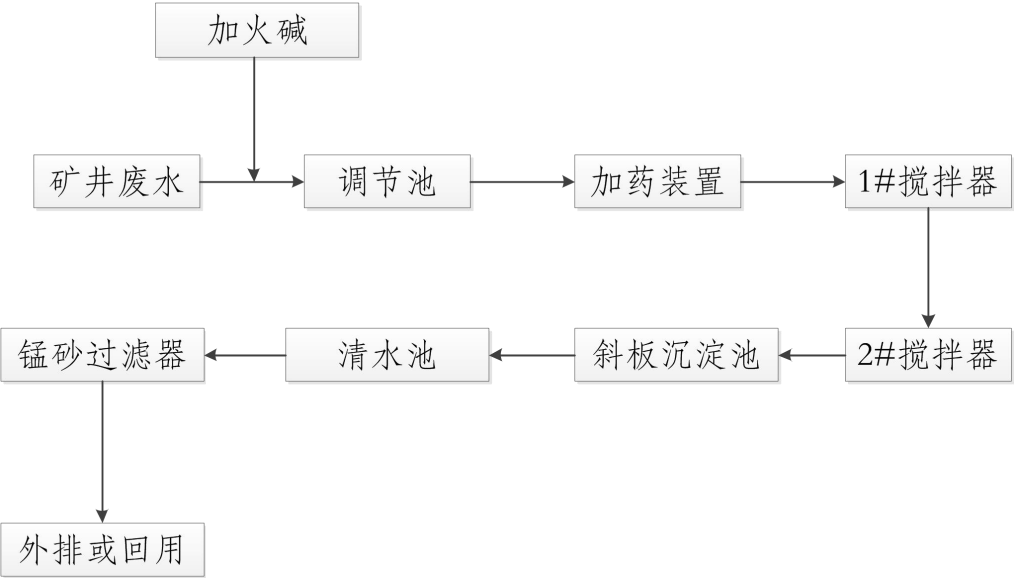 加火碱
矿井废水
调节池
加药装置
1#搅拌器
2#搅拌器
斜板沉淀池
清水池
锰砂过滤器
外排或回用